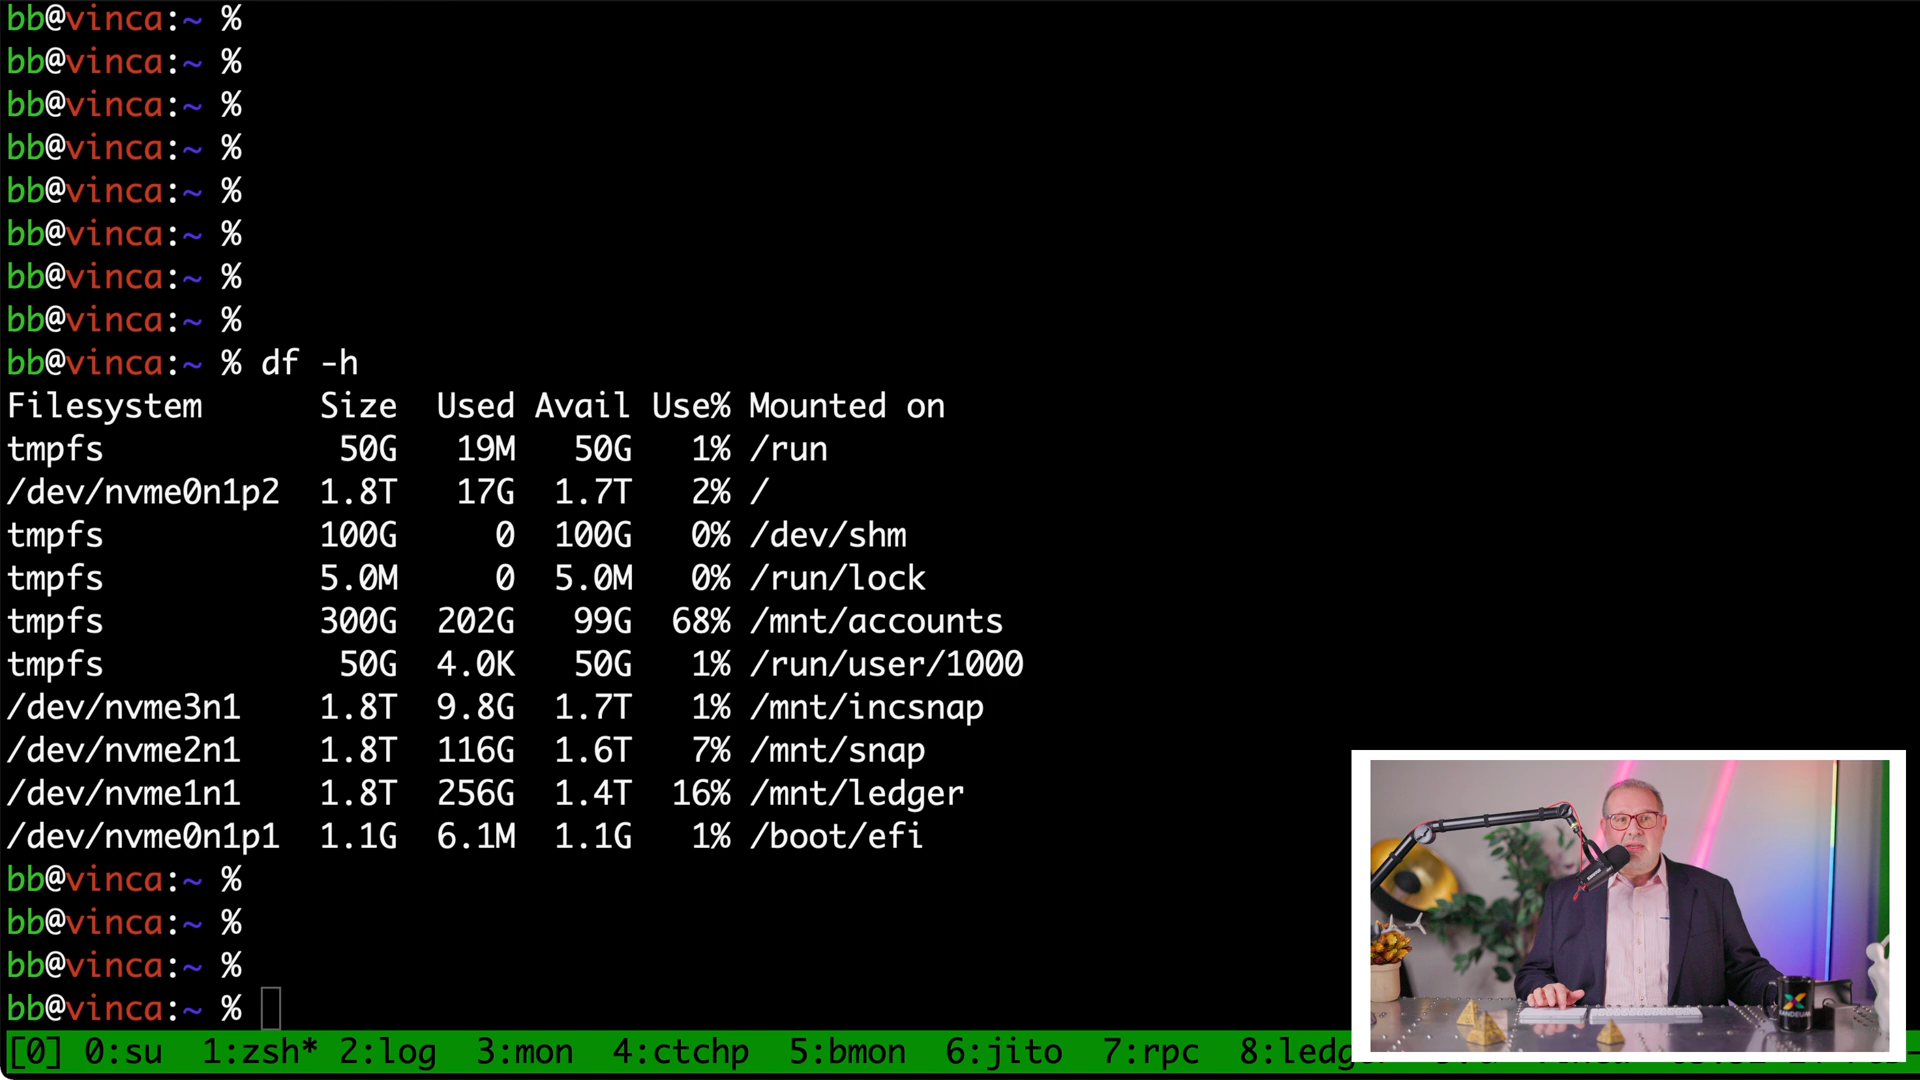 bb@vinca:~ %
bb@vinca:~ %
bb@vinca:~ %
bb@vinca:~ %
bb@vinca:~ %
bb@vinca:~ %
bb@vinca:~ %
bb@vinca:~ %
bb@vinca:~ % df -h
Filesystem Size Used Avail Use% Mounted on
tmpfs 50G 19M 50G 1% /run
/dev/nvme0n1p2 1.8T 17G 1.7T 2% /
tmpfs 100G 0 100G 0% /dev/shm
tmpfs 5.0M 0 5.0M 0% /run/lock
tmpfs 300G 202G 99G 68% /mnt/accounts
tmpfs 50G 4.0K 50G 1% /run/user/1000
/dev/nvme3n1 1.8T 9.8G 1.7T 1% /mnt/incsnap
/dev/nvme2n1 1.8T 116G 1.6T 7% /mnt/snap
/dev/nvme1n1 1.8T 256G 1.4T 16% /mnt/ledger
/dev/nvme0n1p1 1.1G 6.1M 1.1G 1% /boot/efi
bb@vinca:~ %
bb@vinca:~ %
bb@vinca:~ %
bb@vinca:~ %
[0] 0:su 1:zsh* 2:log 3:mon 4:ctchp 5:bmon 6:jito 7:rpc